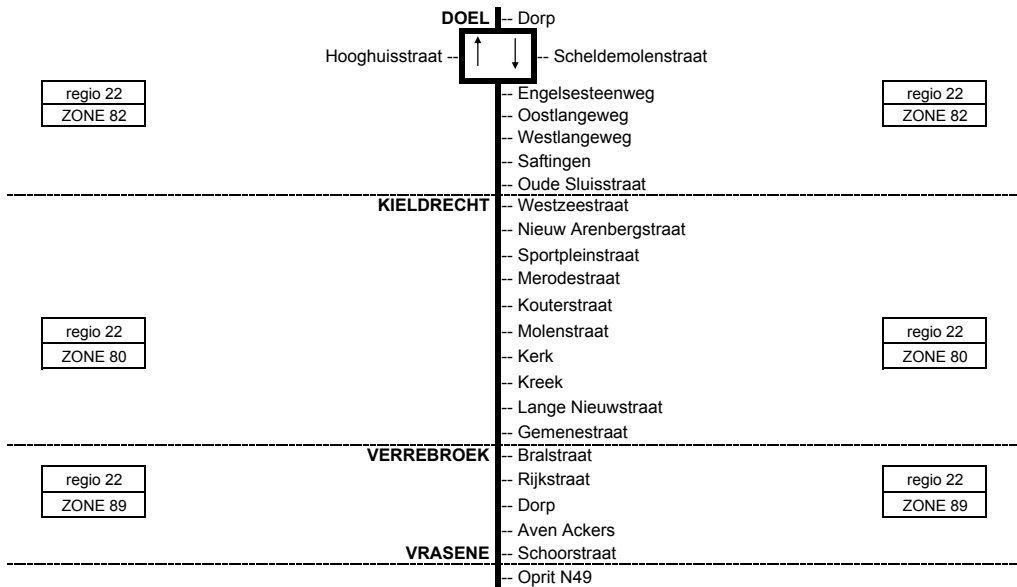 DOEL -- Dorp
Hooghuisstraat -- -- Scheldemolenstraat
regio 22 -- Engelsesteenweg regio 22
ZONE 82 -- Oostlangeweg ZONE 82
-- Westlangeweg
-- Saftingen
-- Oude Sluisstraat
KIELDRECHT -- Westzeestraat
-- Nieuw Arenbergstraat
-- Sportpleinstraat
-- Merodestraat
-- Kouterstraat
regio 22 -- Molenstraat regio 22
ZONE 80 -- Kerk ZONE 80
-- Kreek
-- Lange Nieuwstraat
-- Gemenestraat
VERREBROEK -- Bralstraat
regio 22 -- Rijkstraat regio 22
ZONE 89 -- Dorp ZONE 89
-- Aven Ackers
VRASENE -- Schoorstraat
-- Oprit N49